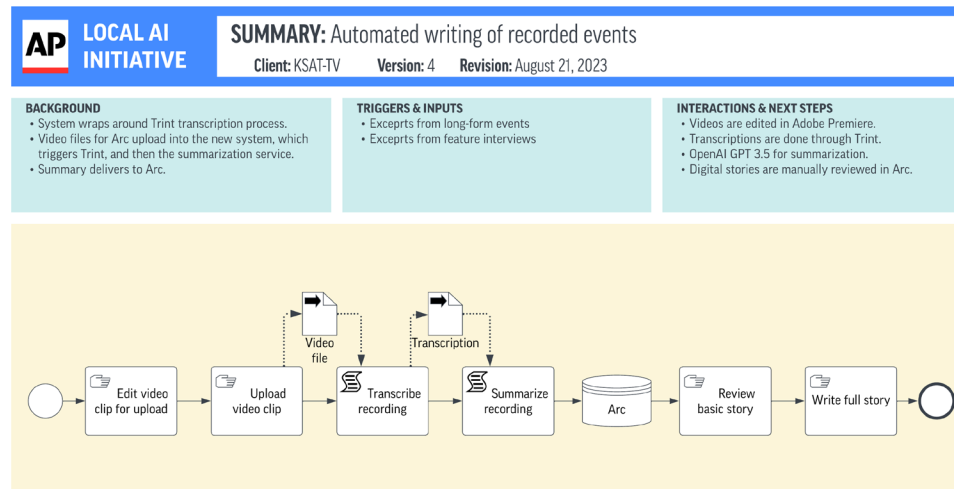 AP
LOCAL AI
INITIATIVE
SUMMARY: Automated writing of recorded events
Client: KSAT-TV Version: 4 Revision: August 21, 2023
BACKGROUND
• System wraps around Trint transcription process.
• Video files for Arc upload into the new system, which
triggers Trint, and then the summarization service.
• Summary delivers to Arc.
TRIGGERS & INPUTS
• Exceprts from long-form events
• Exceprts from feature interviews
INTERACTIONS & NEXT STEPS
• Videos are edited in Adobe Premiere.
• Transcriptions are done through Trint.
• OpenAI GPT 3.5 for summarization.
• Digital stories are manually reviewed in Arc.
Video
file
Transcription
Edit video
clip for upload
Upload
video clip
Transcribe
recording
Summarize
recording
Arc
Review
basic story
Write full story